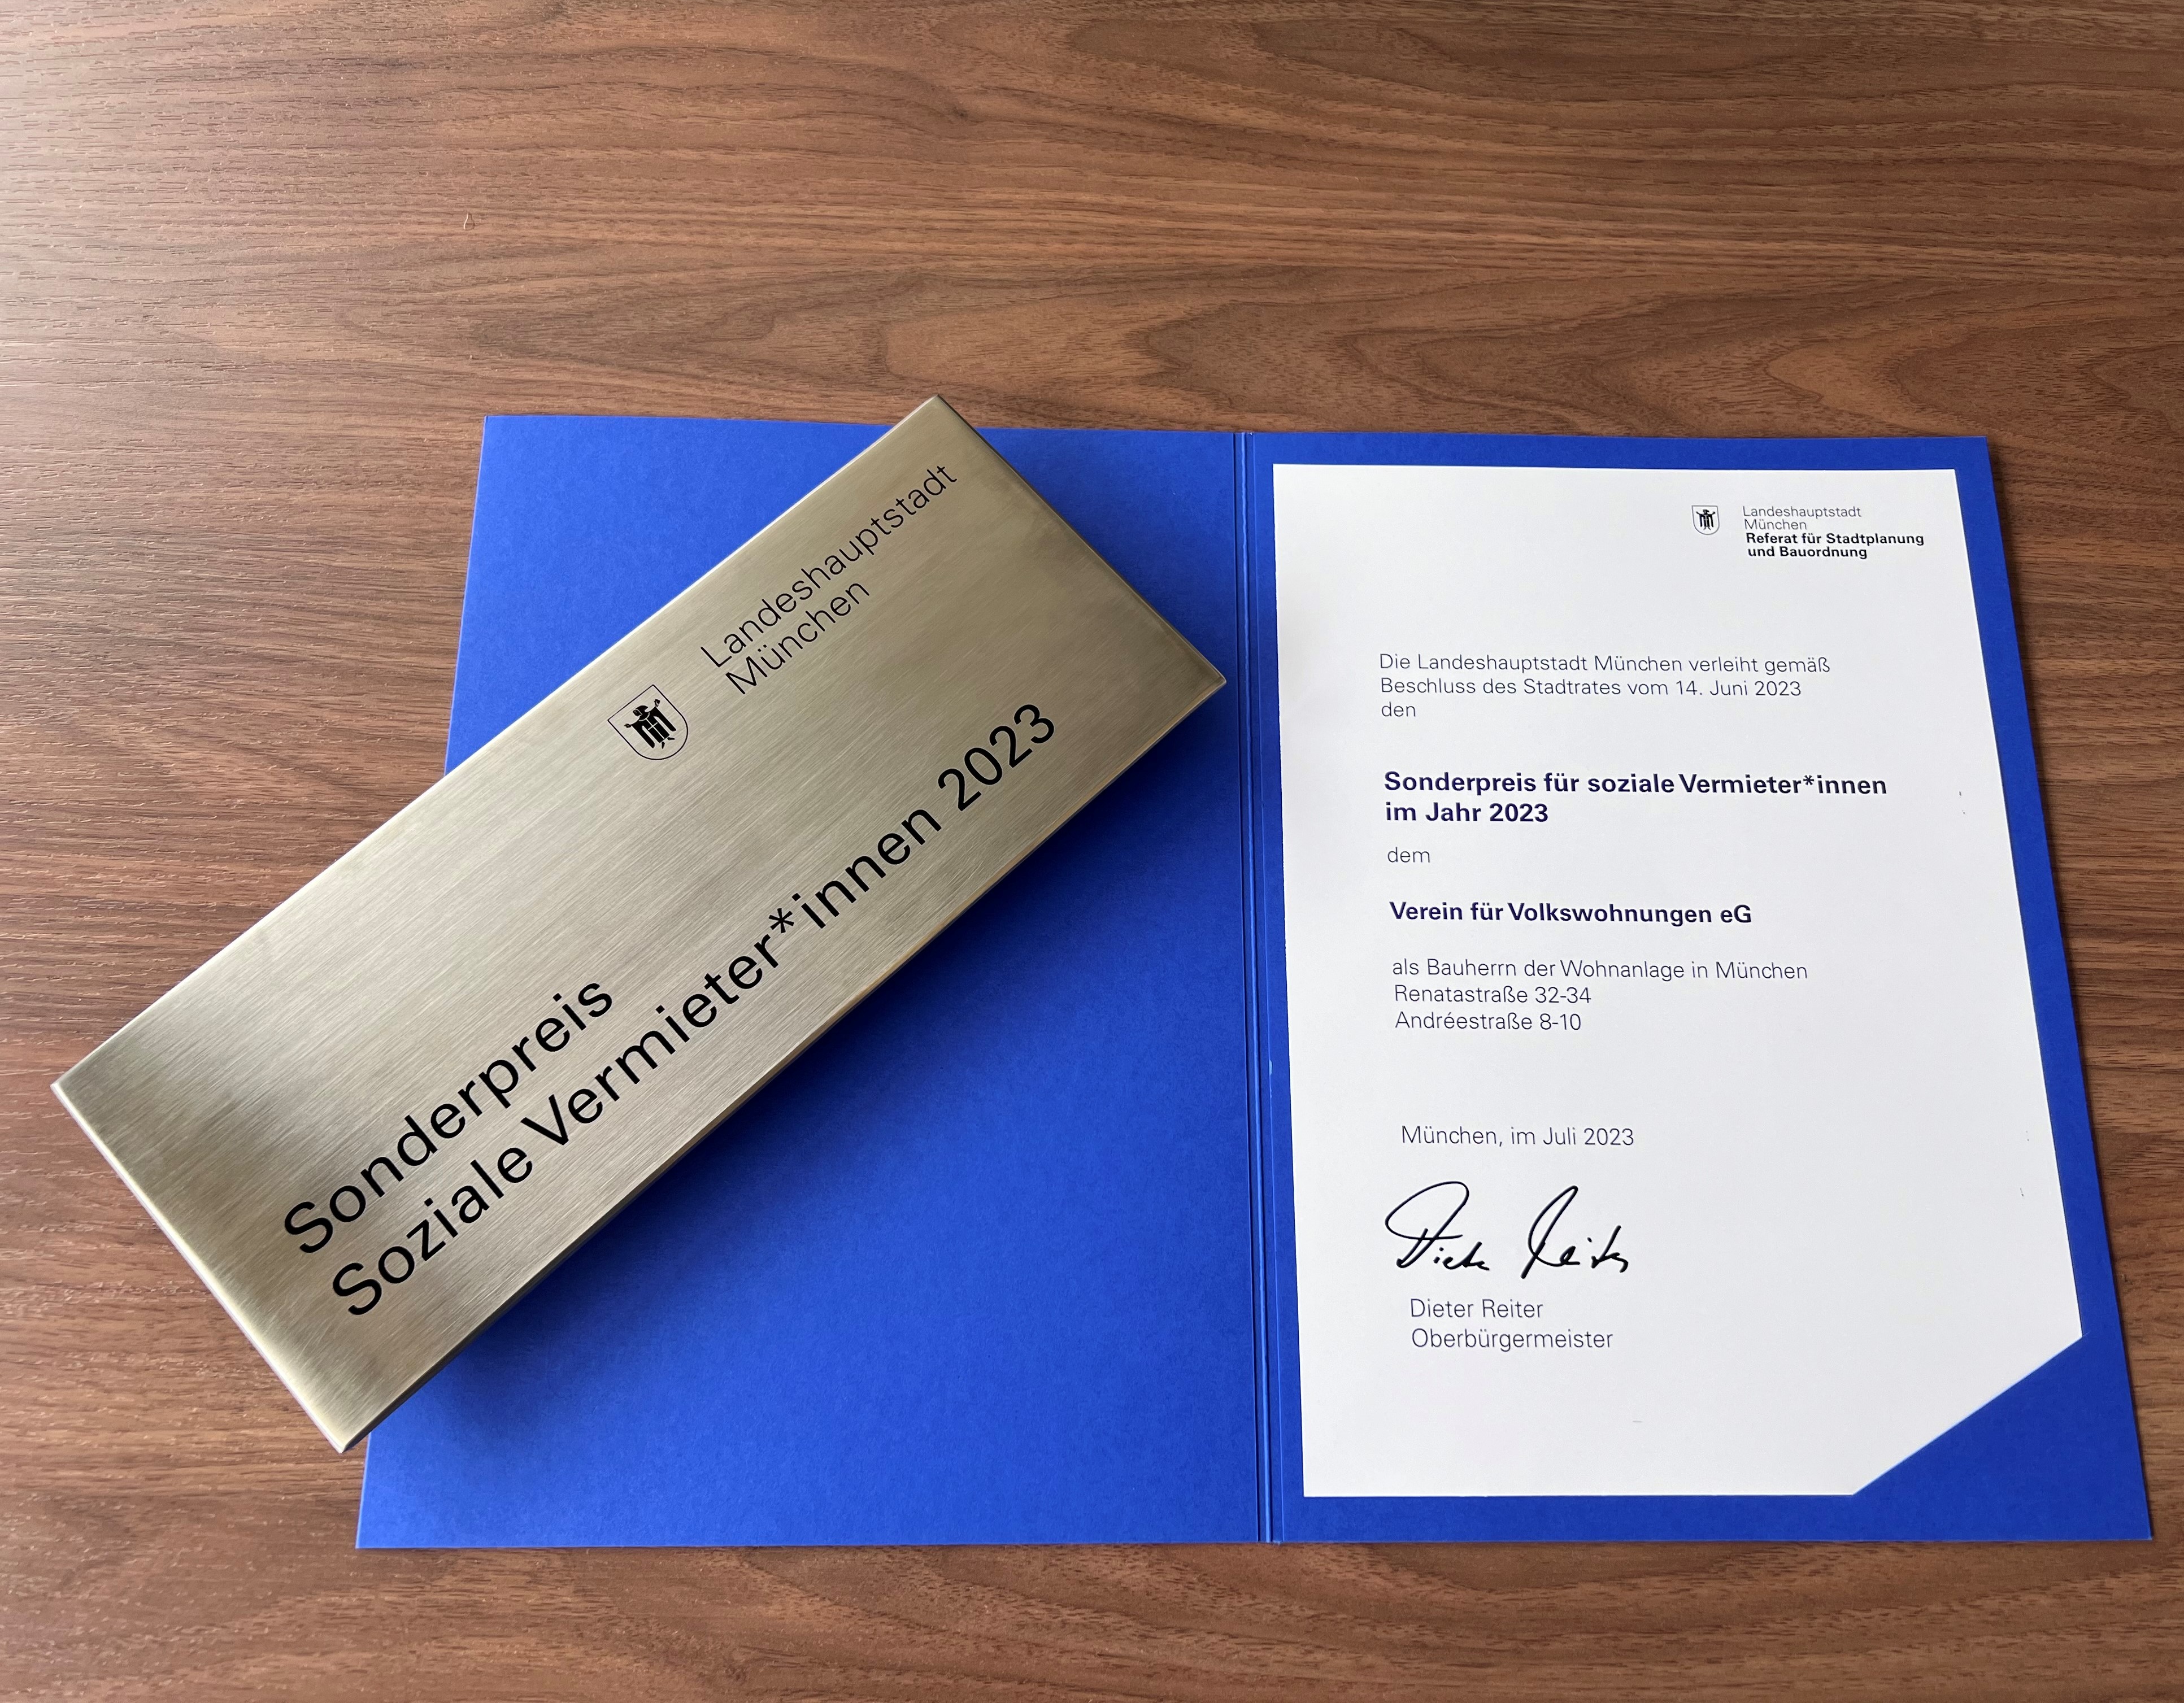 Landeshauptstadt
München
Sonderpreis
Soziale Vermieter*innen 2023
Landeshauptstadt
München
Referat für Stadtplanung
und Bauordnung
Die Landeshauptstadt München verleiht gemäß
Beschluss des Stadtrates vom 14. Juni 2023
den
Sonderpreis für soziale Vermieter*innen
im Jahr 2023
dem
Verein für Volkswohnungen eG
als Bauherrn der Wohnanlage in München
Renatastraße 32-34
Andréestraße 8-10
München, im Juli 2023
Dieter Reiter
Dieter Reiter
Oberbürgermeister